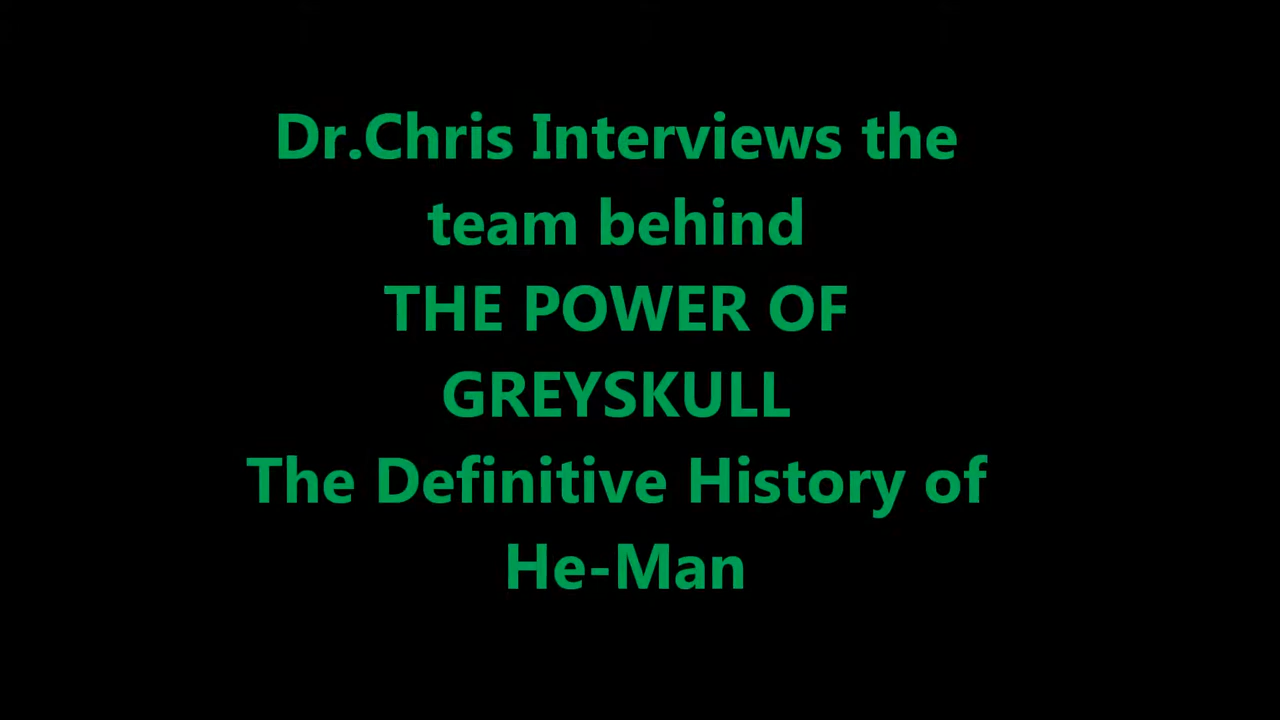 Dr.Chris Interviews the
team behind
THE POWER OF
GREYSKULL
The Definitive History of
He-Man